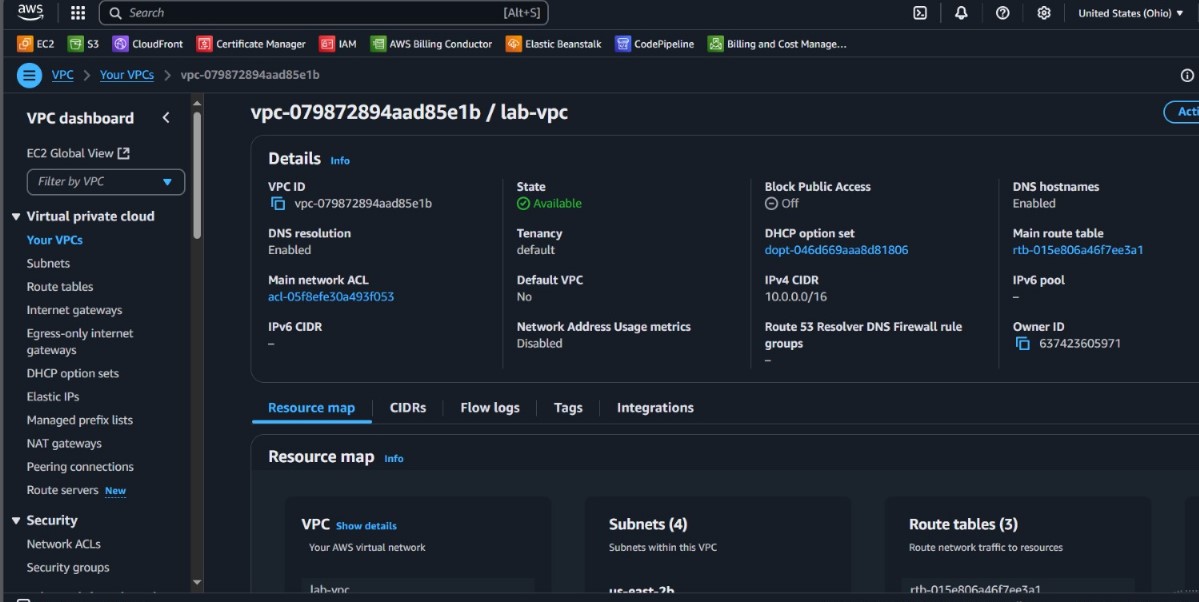 aws
Search [Alt+S] United States (Ohio)
EC2 S3 CloudFront Certificate Manager IAM AWS Billing Conductor Elastic Beanstalk CodePipeline Billing and Cost Manage...
VPC > Your VPCs > vpc-079872894aad85e1b
VPC dashboard
EC2 Global View
Filter by VPC
Virtual private cloud
Your VPCs
Subnets
Route tables
Internet gateways
Egress-only internet
gateways
DHCP option sets
Elastic IPs
Managed prefix lists
NAT gateways
Peering connections
Route servers New
Security
Network ACLs
Security groups
vpc-079872894aad85e1b / lab-vpc
Acti
Details Info
VPC ID
vpc-079872894aad85e1b
State
Available
Block Public Access
Off
DNS hostnames
Enabled
DNS resolution
Enabled
Tenancy
default
DHCP option set
dopt-046d669aaa8d81806
Main route table
rtb-015e806a46f7ee3a1
Main network ACL
acl-05f8efe30a493f053
Default VPC
No
IPv4 CIDR
10.0.0.0/16
IPv6 pool
–
IPv6 CIDR
–
Network Address Usage metrics
Disabled
Route 53 Resolver DNS Firewall rule
groups
–
Owner ID
637423605971
Resource map CIDRs Flow logs Tags Integrations
Resource map Info
VPC Show details
Your AWS virtual network
lab-vpc
Subnets (4)
Subnets within this VPC
us-east-2b
Route tables (3)
Route network traffic to resources
rtb-015e806a46f7ee3a1